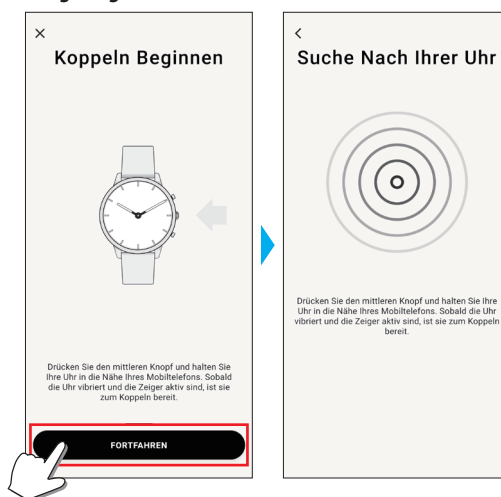 Koppeln Beginnen
Drücken Sie den mittleren Knopf und halten Sie
Ihre Uhr in die Nähe Ihres Mobiltelefons. Sobald
die Uhr vibriert und die Zeiger aktiv sind, ist sie
zum Koppeln bereit.
FORTFAHREN
Suche Nach Ihrer Uhr
Drücken Sie den mittleren Knopf und halten Sie Ihre
Uhr in die Nähe Ihres Mobiltelefons. Sobald die Uhr
vibriert und die Zeiger aktiv sind, ist sie zum Koppeln
bereit.